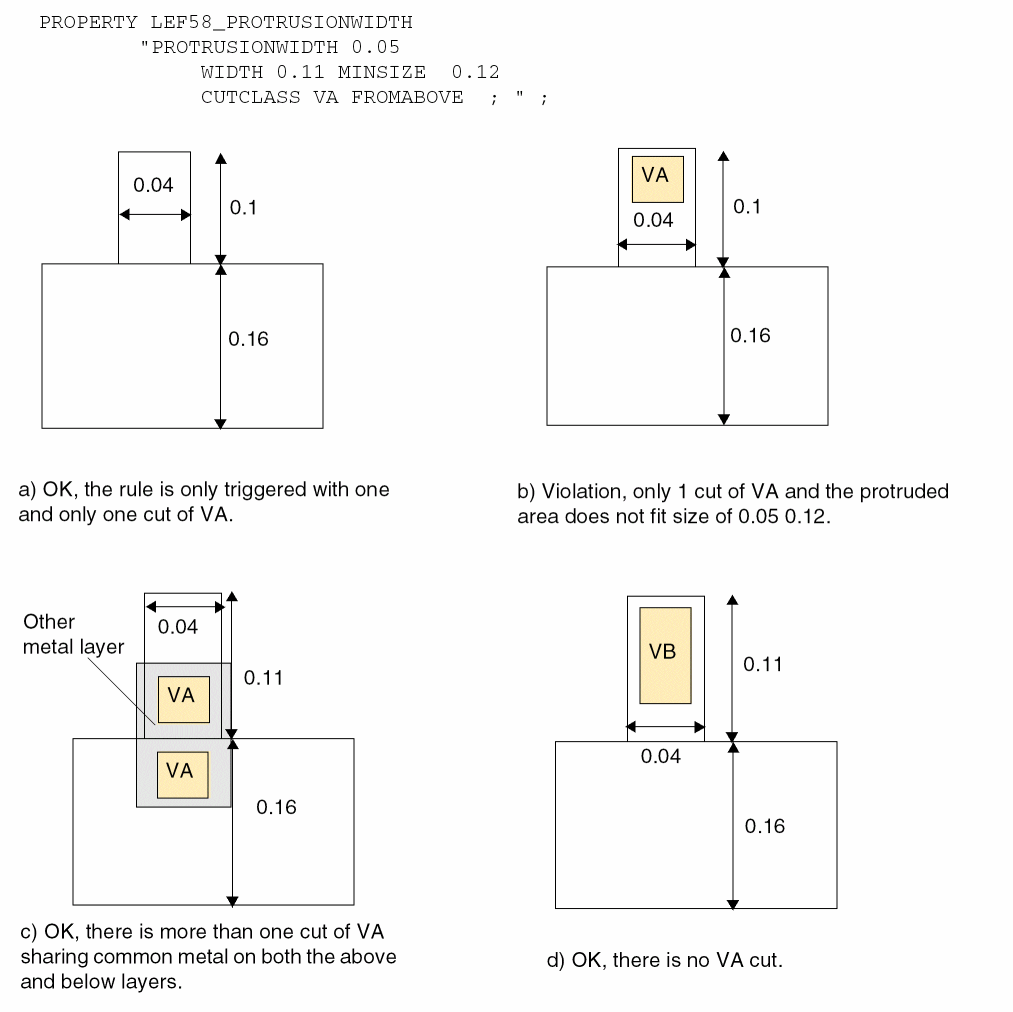 PROPERTY LEF58_PROTRUSIONWIDTH
"PROTRUSIONWIDTH 0.05
WIDTH 0.11 MINSIZE 0.12
CUTCLASS VA FROMABOVE ; " ;
0.04
0.1
0.16
a) OK, the rule is only triggered with one
and only one cut of VA.
VA
0.04
0.1
0.16
b) Violation, only 1 cut of VA and the protruded
area does not fit size of 0.05 0.12.
Other
metal layer
0.04
0.11
VA
VA
0.16
c) OK, there is more than one cut of VA
sharing common metal on both the above
and below layers.
VB
0.11
0.04
0.16
d) OK, there is no VA cut.